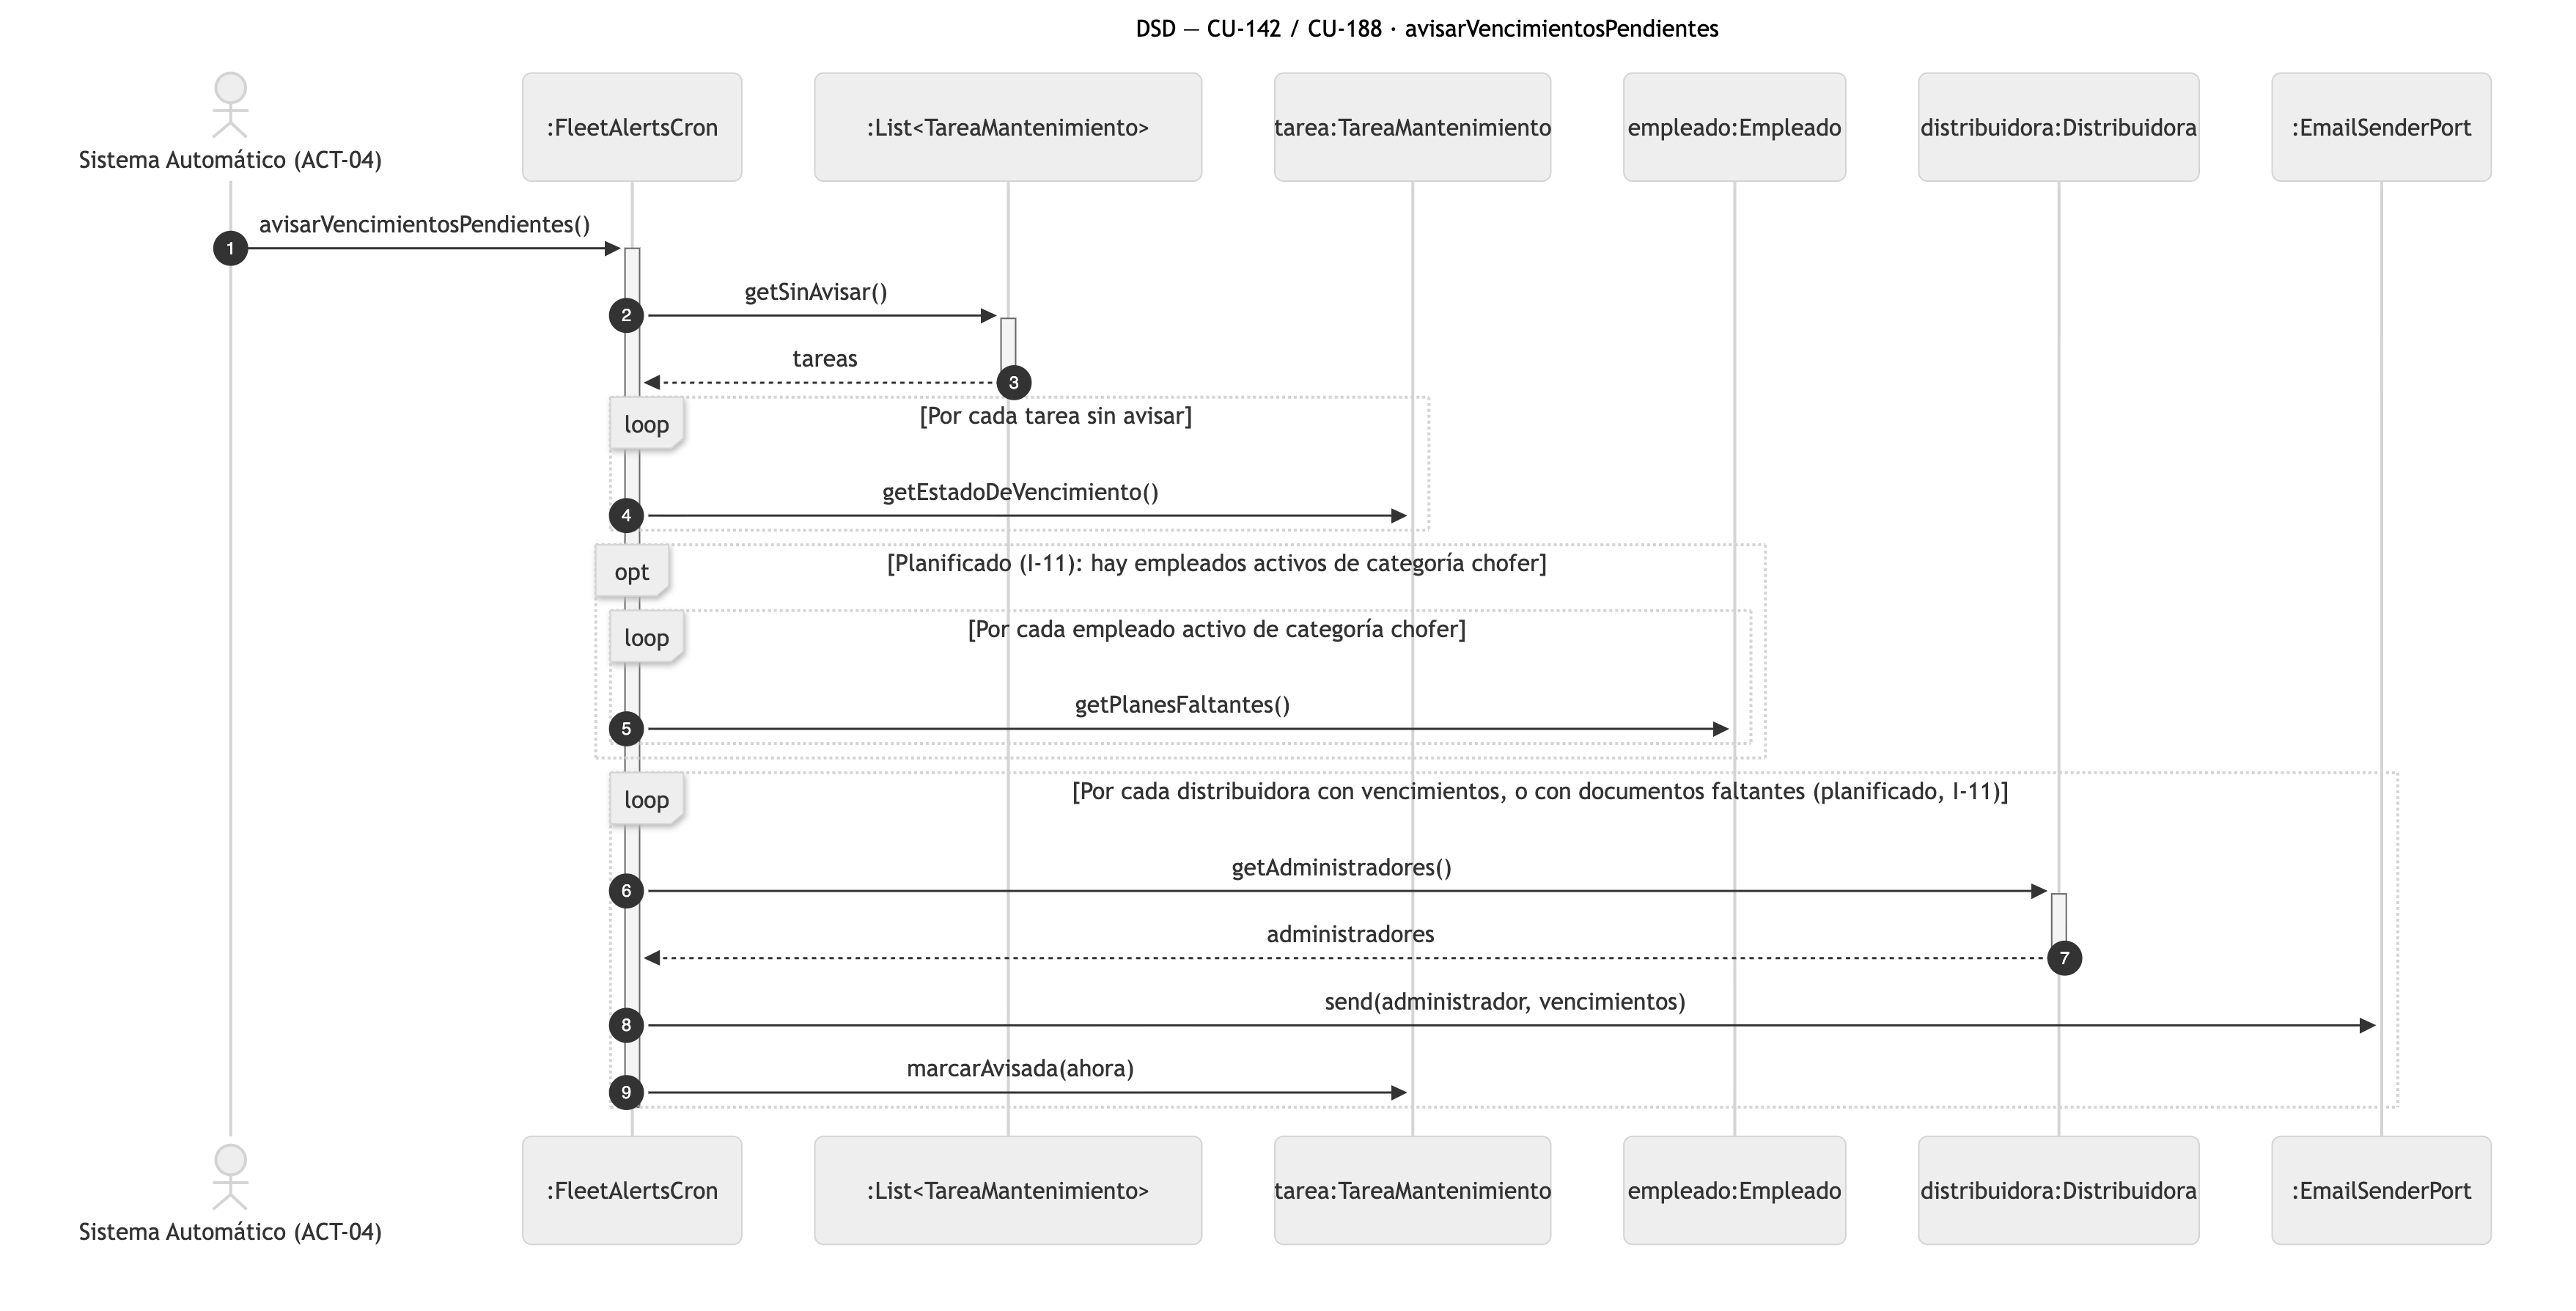 DSD — CU-142 / CU-188 · avisarVencimientosPendientes
Sistema Automático (ACT-04)
:FleetAlertsCron
:List<TareaMantenimiento>
tarea:TareaMantenimiento
empleado:Empleado
distribuidora:Distribuidora
:EmailSenderPort
avisarVencimientosPendientes()
1
getSinAvisar()
2
tareas
3
loop
[Por cada tarea sin avisar]
getEstadoDeVencimiento()
4
opt
[Planificado (I-11): hay empleados activos de categoría chofer]
loop
[Por cada empleado activo de categoría chofer]
getPlanesFaltantes()
5
loop
[Por cada distribuidora con vencimientos, o con documentos faltantes (planificado, I-11)]
getAdministradores()
6
administradores
7
send(administrador, vencimientos)
8
marcarAvisada(ahora)
9
Sistema Automático (ACT-04)
:FleetAlertsCron
:List<TareaMantenimiento>
tarea:TareaMantenimiento
empleado:Empleado
distribuidora:Distribuidora
:EmailSenderPort